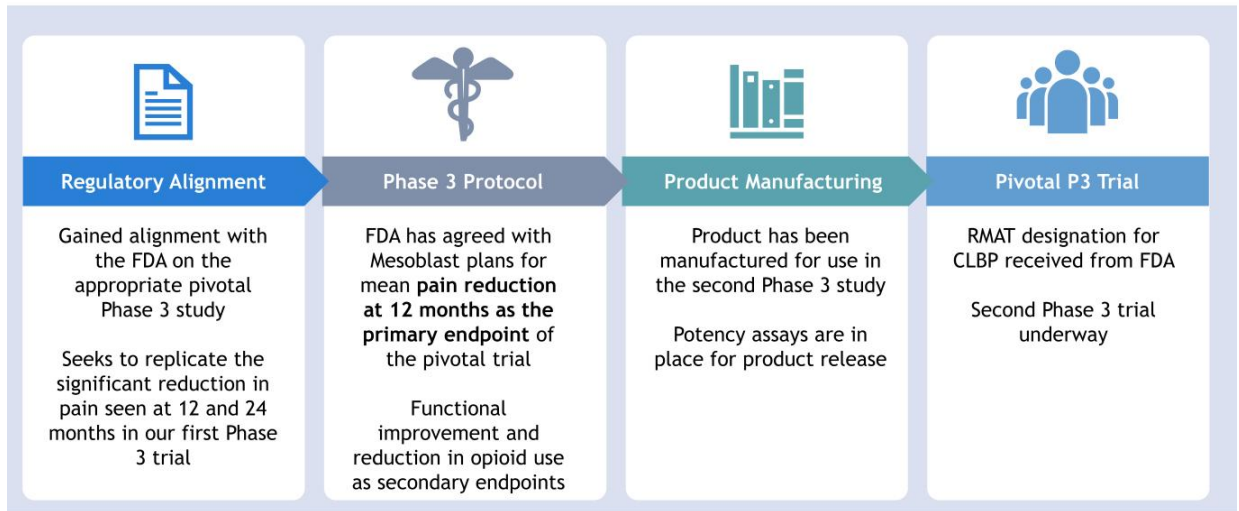 Regulatory Alignment
Gained alignment with
the FDA on the
appropriate pivotal
Phase 3 study
Seeks to replicate the
significant reduction in
pain seen at 12 and 24
months in our first Phase
3 trial
Phase 3 Protocol
FDA has agreed with
Mesoblast plans for
mean pain reduction
at 12 months as the
primary endpoint of
the pivotal trial
Functional
improvement and
reduction in opioid use
as secondary endpoints
Product Manufacturing
Product has been
manufactured for use in
the second Phase 3 study
Potency assays are in
place for product release
Pivotal P3 Trial
RMAT designation for
CLBP received from FDA
Second Phase 3 trial
underway